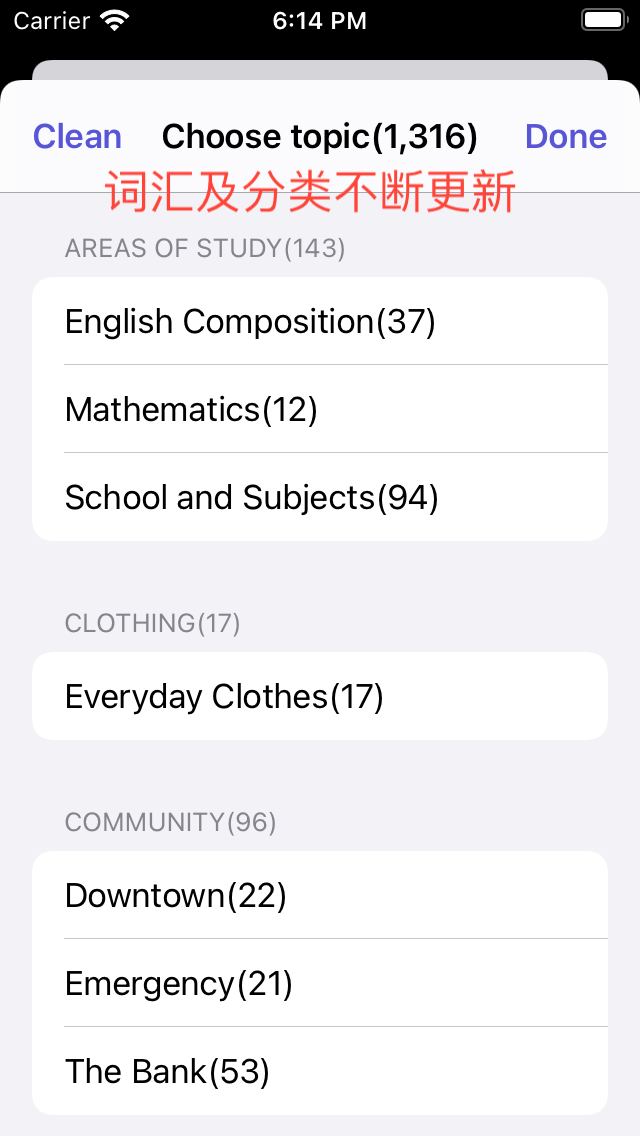 Carrier 6:14 PM
Clean Choose topic(1,316) Done
词汇及分类不断更新
AREAS OF STUDY(143)
English Composition(37)
Mathematics(12)
School and Subjects(94)
CLOTHING(17)
Everyday Clothes(17)
COMMUNITY(96)
Downtown(22)
Emergency(21)
The Bank(53)